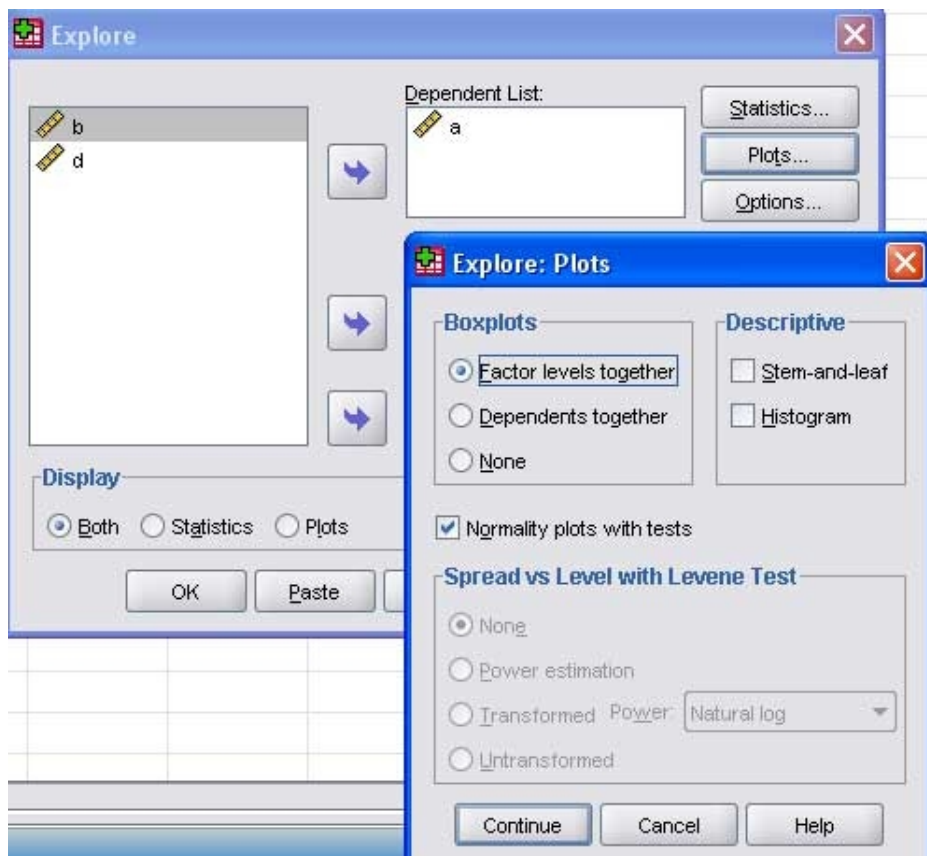 Explore
b
d
Dependent List:
a
Statistics...
Plots...
Options...
Display
Both Statistics Plots
OK Paste
Explore: Plots
Boxplots
Factor levels together
Dependents together
None
Descriptive
Stem-and-leaf
Histogram
Normality plots with tests
Spread vs Level with Levene Test
None
Power estimation
Transformed Power: Natural log
Untransformed
Continue Cancel Help